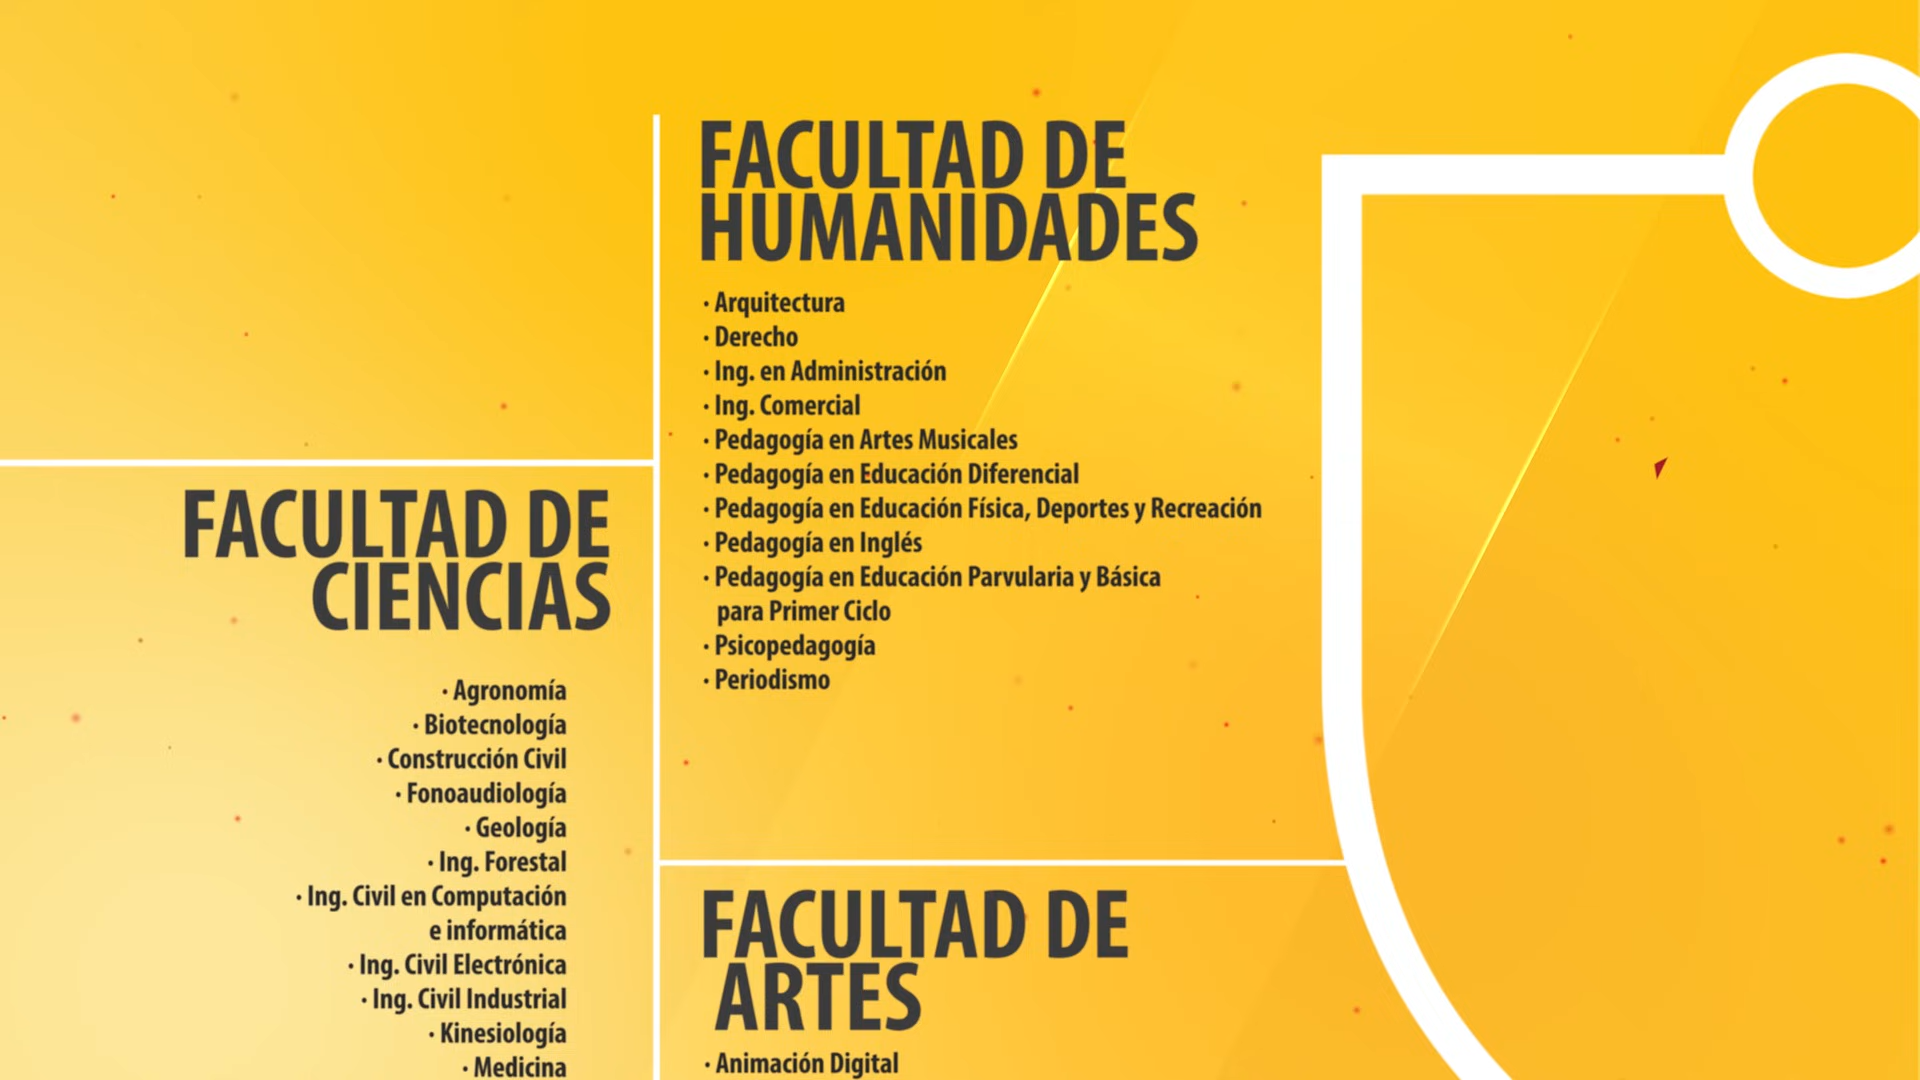 FACULTAD DE
HUMANIDADES
· Arquitectura
· Derecho
· Ing. en Administración
· Ing. Comercial
· Pedagogía en Artes Musicales
· Pedagogía en Educación Diferencial
· Pedagogía en Educación Física, Deportes y Recreación
· Pedagogía en Inglés
· Pedagogía en Educación Parvularia y Básica
para Primer Ciclo
· Psicopedagogía
· Periodismo
FACULTAD DE
CIENCIAS
· Agronomía
· Biotecnología
· Construcción Civil
· Fonoaudiología
· Geología
· Ing. Forestal
· Ing. Civil en Computación
e informática
· Ing. Civil Electrónica
· Ing. Civil Industrial
· Kinesiología
· Medicina
FACULTAD DE
ARTES
· Animación Digital